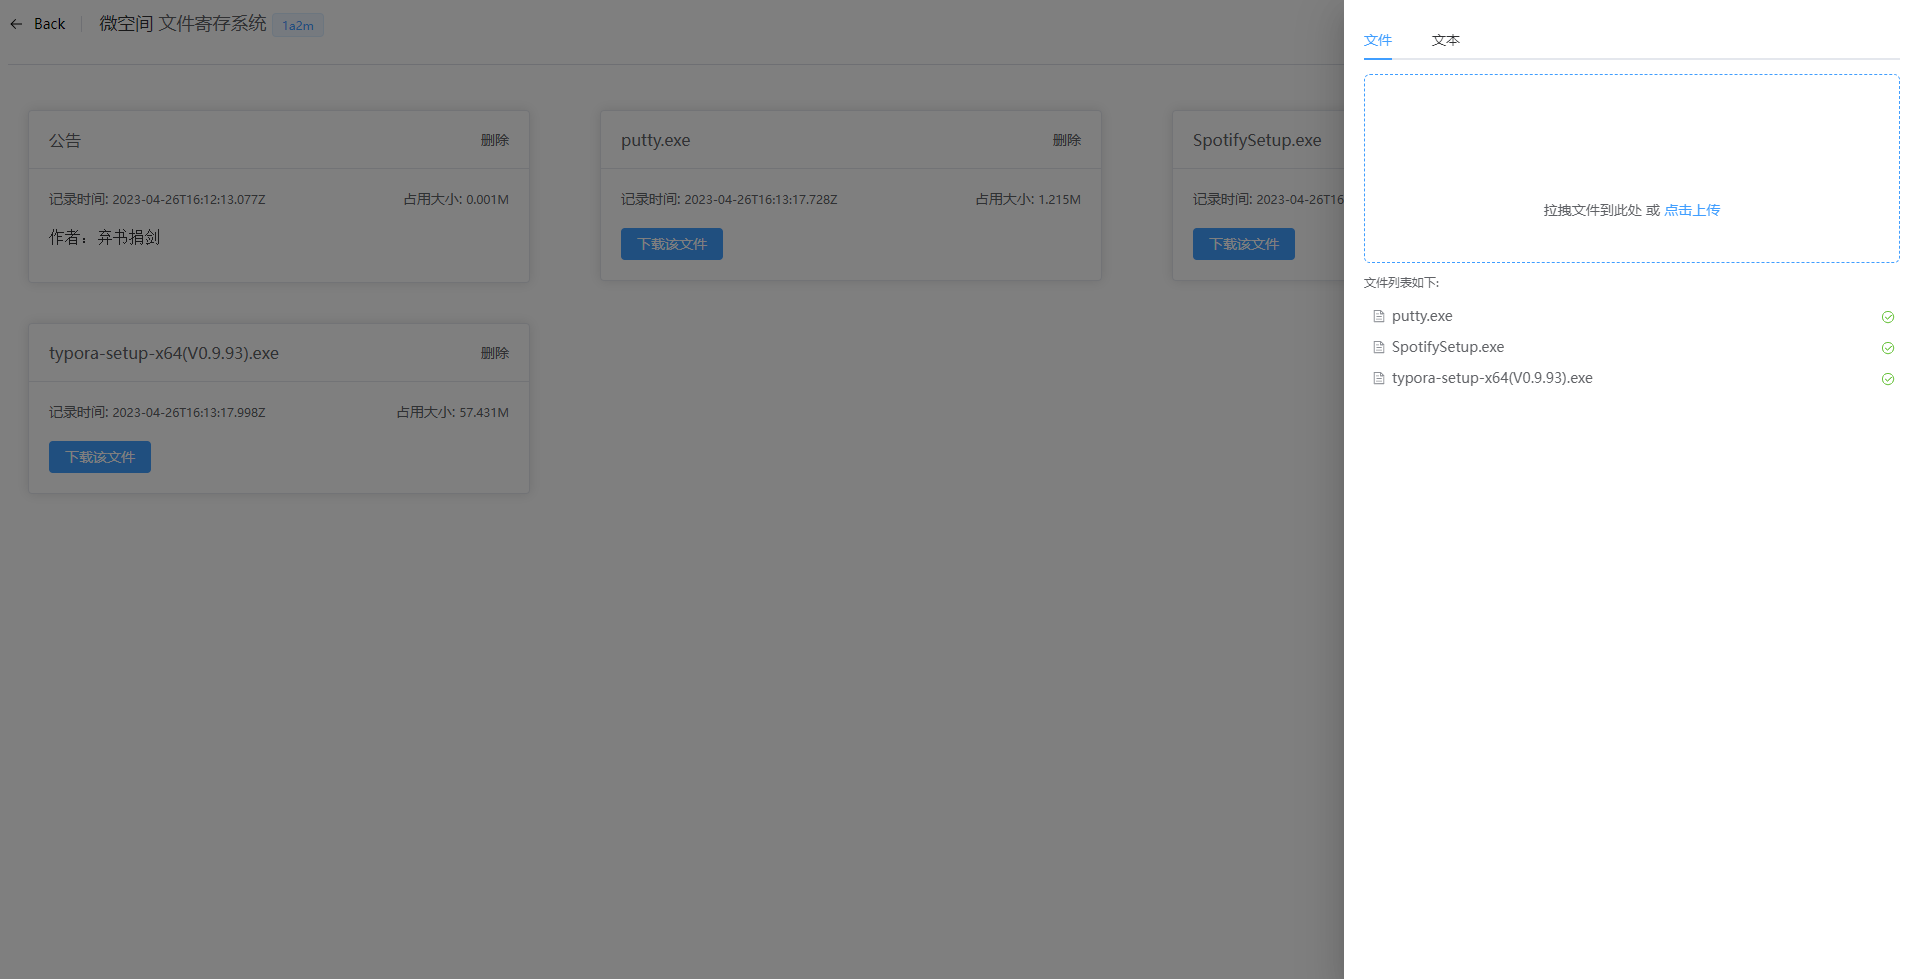 Back 微空间 文件寄存系统 1a2m
公告 删除
记录时间: 2023-04-26T16:12:13.077Z 占用大小: 0.001M
作者：弃书捐剑
putty.exe 删除
记录时间: 2023-04-26T16:13:17.728Z 占用大小: 1.215M
下载该文件
SpotifySetup.exe
记录时间: 2023-04-26T16
下载该文件
typora-setup-x64(V0.9.93).exe 删除
记录时间: 2023-04-26T16:13:17.998Z 占用大小: 57.431M
下载该文件
文件 文本
拉拽文件到此处 或 点击上传
文件列表如下:
putty.exe
SpotifySetup.exe
typora-setup-x64(V0.9.93).exe